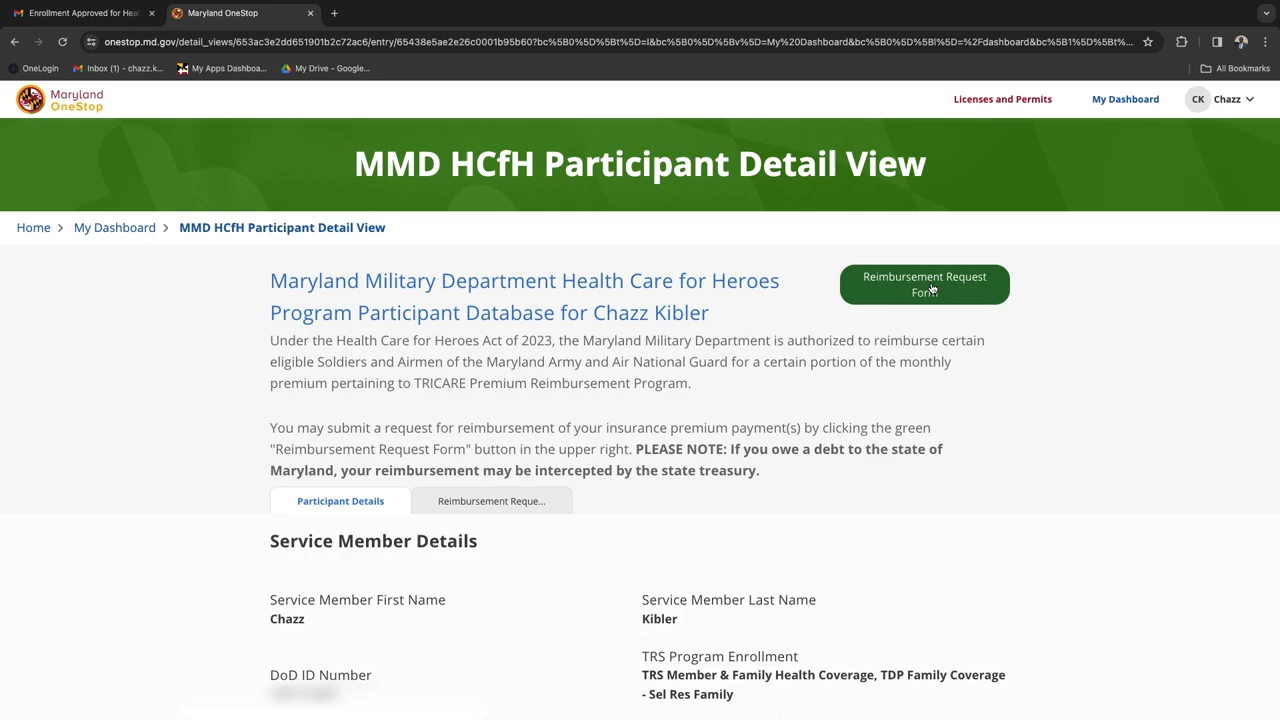 Enrollment Approved for Hea
Maryland OneStop
onestop.md.gov/detail_views/653ac3e2dd651901b2c72ac6/entry/65438e5ae2e26c0001b95b60?bc%5B0%5D%5Bt%5D=l&bc%5B0%5D%5Bv%5D=My%20Dashboard&bc%5B0%5D%5Bl%5D=%2Fdashboard&bc%5B1%5D%5Bt%...
OneLogin Inbox (1) - chazz.k... My Apps Dashboa... My Drive - Google... All Bookmarks
Maryland
OneStop
Licenses and Permits My Dashboard CK Chazz
MMD HCfH Participant Detail View
Home > My Dashboard > MMD HCfH Participant Detail View
Maryland Military Department Health Care for Heroes
Program Participant Database for Chazz Kibler
Reimbursement Request
Form
Under the Health Care for Heroes Act of 2023, the Maryland Military Department is authorized to reimburse certain
eligible Soldiers and Airmen of the Maryland Army and Air National Guard for a certain portion of the monthly
premium pertaining to TRICARE Premium Reimbursement Program.
You may submit a request for reimbursement of your insurance premium payment(s) by clicking the green
"Reimbursement Request Form" button in the upper right. PLEASE NOTE: If you owe a debt to the state of
Maryland, your reimbursement may be intercepted by the state treasury.
Participant Details Reimbursement Reque...
Service Member Details
Service Member First Name
Chazz
Service Member Last Name
Kibler
DoD ID Number
TRS Program Enrollment
TRS Member & Family Health Coverage, TDP Family Coverage
- Sel Res Family